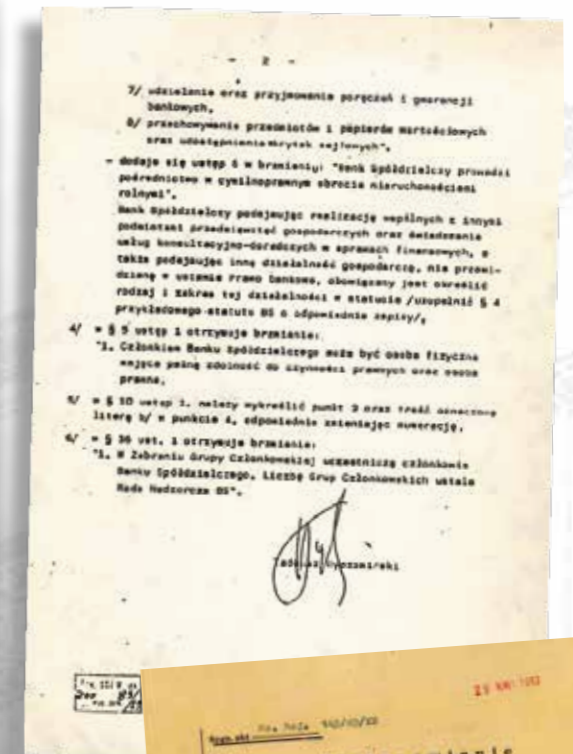 - 2 -
7/ udzielanie oraz przyjmowanie poręczeń i gwarancji
bankowych,
8/ przechowywanie przedmiotów i papierów wartościowych
oraz udostępnienie skrytek sejfowych",
- dodaje się ustęp 6 w brzmieniu: "Bank Spółdzielczy prowadzi
pośrednictwo w cywilnoprawnym obrocie nieruchomościami
rolnymi".
Bank Spółdzielczy podejmując realizację wspólnych z innymi
podmiotami przedsięwzięć gospodarczych oraz świadczenie
usług konsultacyjno-doradczych w sprawach finansowych, a
także podejmując inną działalność gospodarczą, nie przewi-
dzianą w ustawie Prawo bankowe, obowiązany jest określić
rodzaj i zakres tej działalności w statucie /uzupełnić § 4
przykładowego statutu BS o odpowiednie zapisy/,
4/ w § 9 ustęp 1 otrzymuje brzmienie:
"1. Członkiem Banku Spółdzielczego może być osoba fizyczna
mająca pełną zdolność do czynności prawnych oraz osoba
prawna.
5/ w § 10 ustęp 1. należy wykreślić punkt 3 oraz treść oznaczoną
literą b/ w punkcie 4, odpowiednio zmieniając numerację,
6/ w § 36 ust. 1 otrzymuje brzmienie:
"1. W Zebraniu Grupy Członkowskiej uczestniczą członkowie
Banku Spółdzielczego. Liczbę Grup Członkowskich ustala
Rada Nadzorcza BS".